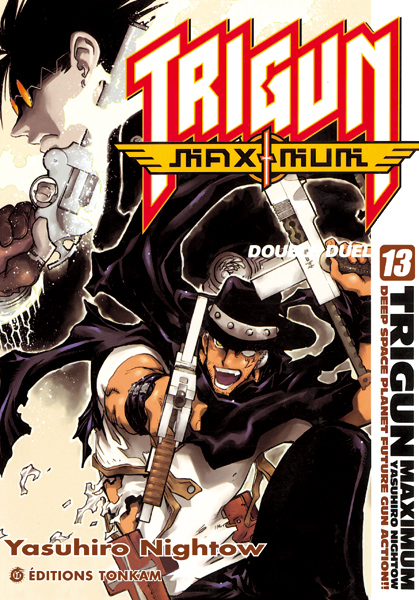 TRIGUN
MAXIMUM
DOUBLE DUEL
13
TRIGUN MAXIMUM
YASUHIRO NIGHTOW
DEEP SPACE PLANET FUTURE GUN ACTION!!
Yasuhiro Nightow
ÉDITIONS TONKAM